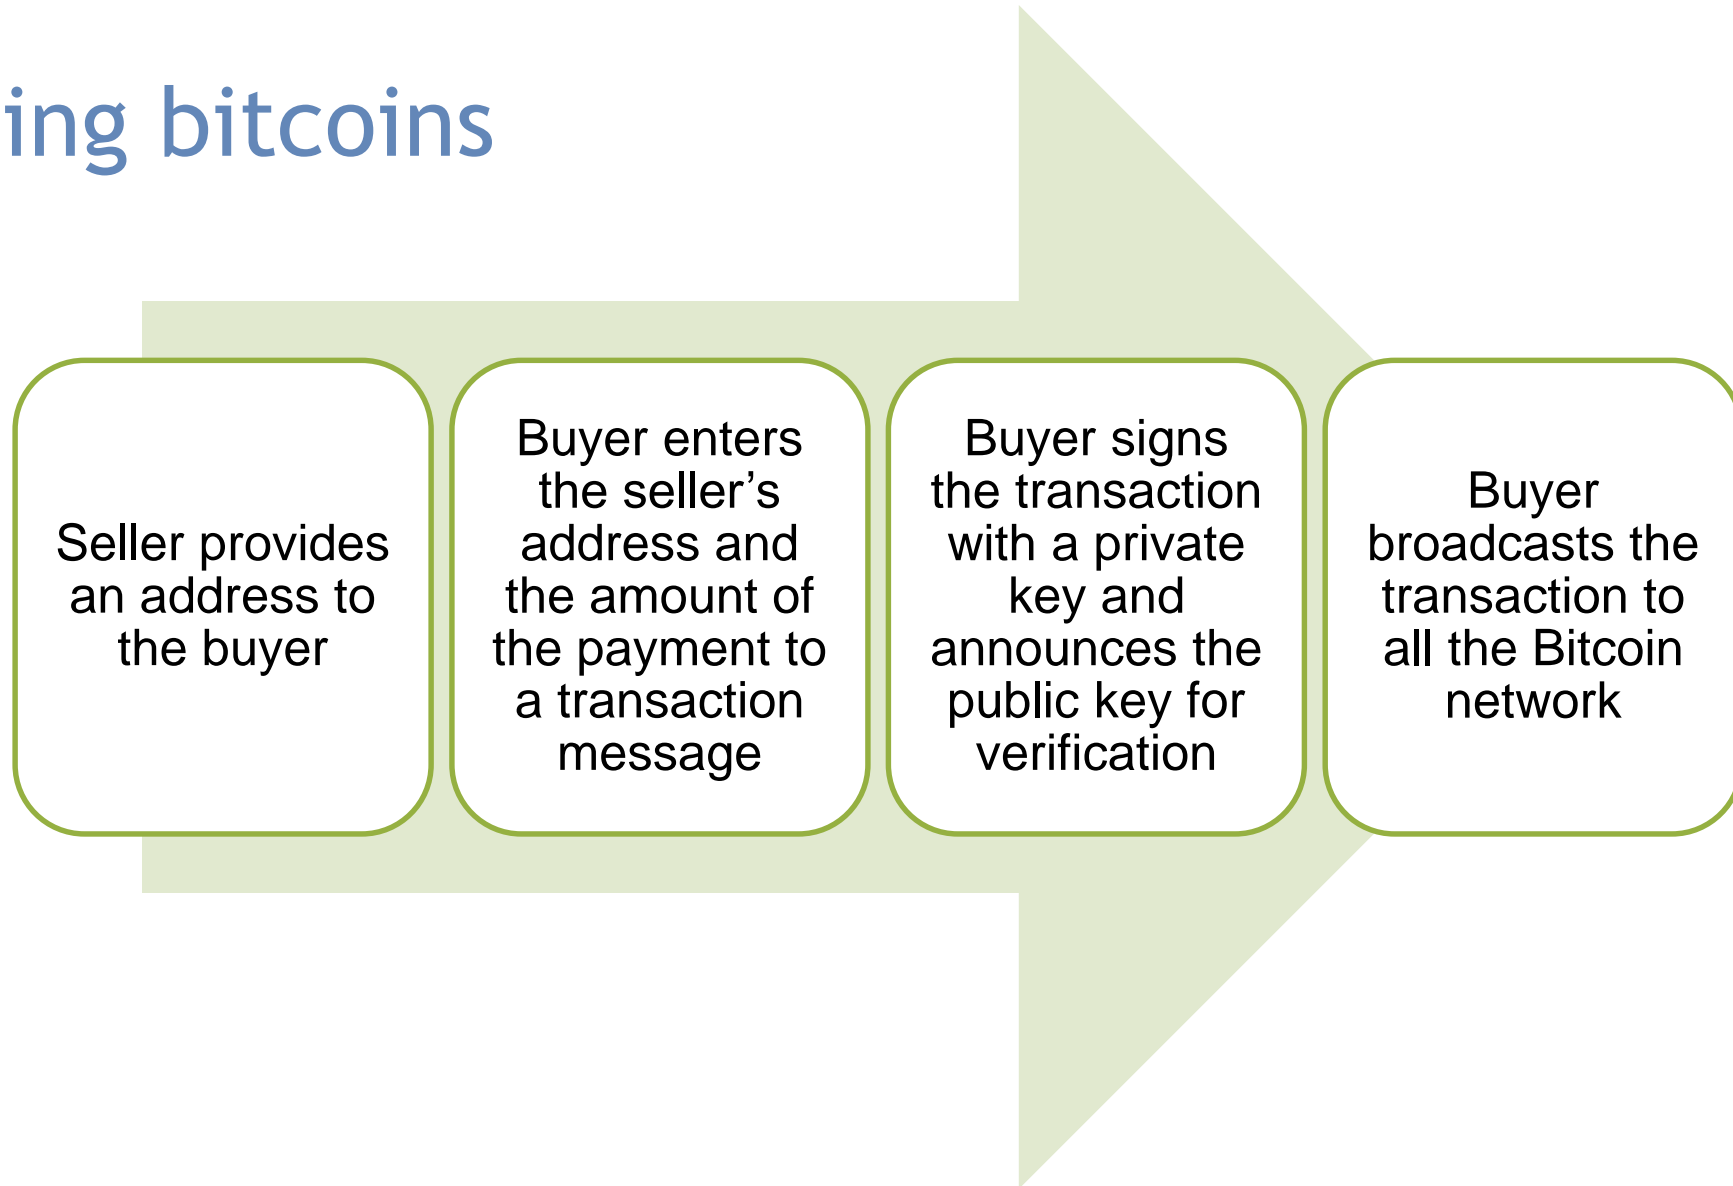 ing bitcoins
Seller provides
an address to
the buyer
Buyer enters
the seller’s
address and
the amount of
the payment to
a transaction
message
Buyer signs
the transaction
with a private
key and
announces the
public key for
verification
Buyer
broadcasts the
transaction to
all the Bitcoin
network